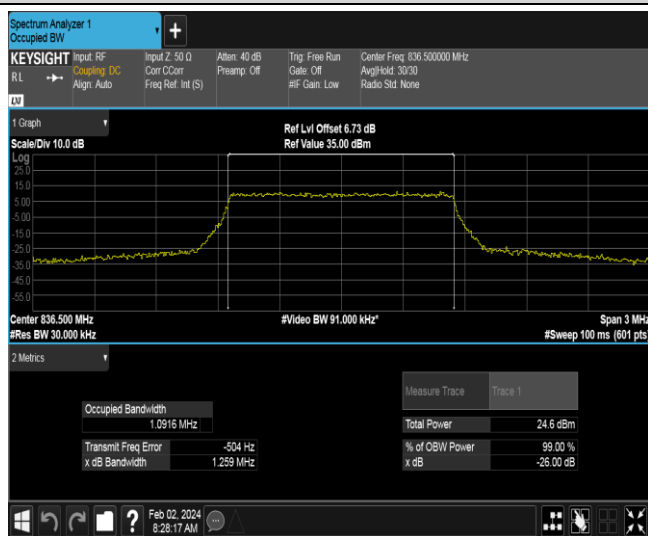 Spectrum Analyzer 1
Occupied BW
+
KEYSIGHT
RL
LXI
Input: RF
Coupling: DC
Align: Auto
Input Z: 50 Ω
Corr CCorr
Freq Ref: Int (S)
Atten: 40 dB
Preamp: Off
Trig: Free Run
Gate: Off
#IF Gain: Low
Center Freq: 836.500000 MHz
Avg|Hold: 30/30
Radio Std: None
1 Graph
Scale/Div 10.0 dB
Ref Lvl Offset 6.73 dB
Ref Value 35.00 dBm
Log
25.0
15.0
5.00
-5.00
-15.0
-25.0
-35.0
-45.0
-55.0
Center 836.500 MHz
#Res BW 30.000 kHz
#Video BW 91.000 kHz*
Span 3 MHz
#Sweep 100 ms (601 pts)
2 Metrics
Measure Trace Trace 1
Occupied Bandwidth
1.0916 MHz
Total Power 24.6 dBm
Transmit Freq Error -504 Hz
% of OBW Power 99.00 %
x dB Bandwidth 1.259 MHz
x dB -26.00 dB
?
Feb 02, 2024
8:28:17 AM